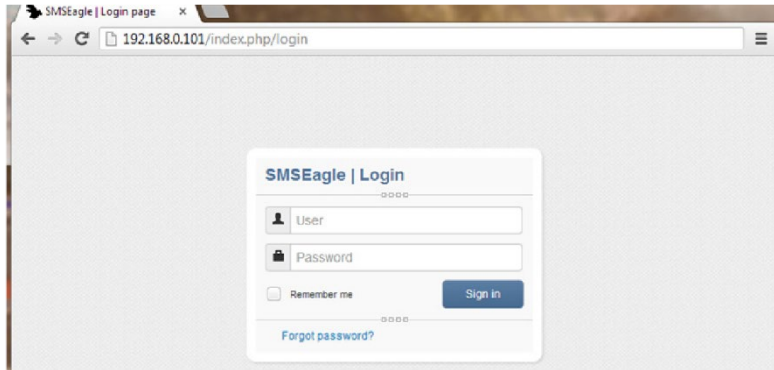 SMSEagle | Login page
192.168.0.101/index.php/login
SMSEagle | Login
User
Password
Remember me
Sign in
Forgot password?